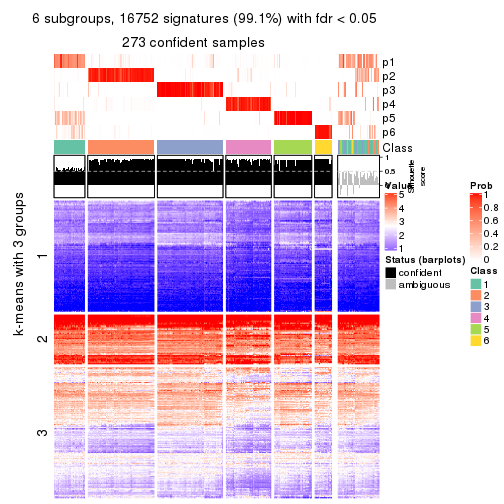 6 subgroups, 16752 signatures (99.1%) with fdr < 0.05
273 confident samples
p1
p2
p3
p4
p5
p6
Class
1
0.5
0
Silhouette
score
k-means with 3 groups
1
2
3
Value
5
4
3
2
1
Status (barplots)
confident
ambiguous
Prob
1
0.8
0.6
0.4
0.2
0
Class
1
2
3
4
5
6